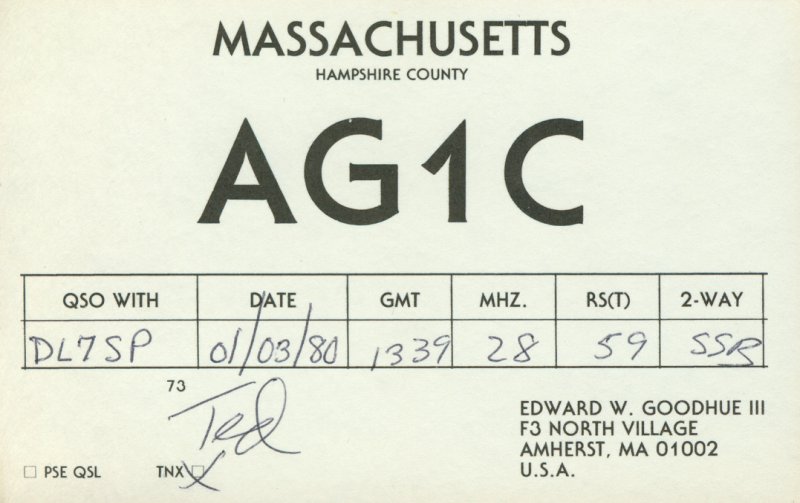 MASSACHUSETTS
HAMPSHIRE COUNTY
AG1C
QSO WITH DATE GMT MHZ. RS(T) 2-WAY
DL7SP 01/03/80 1339 28 59 SSB
73
Ted
EDWARD W. GOODHUE III
F3 NORTH VILLAGE
AMHERST, MA 01002
U.S.A.
☐ PSE QSL TNX ☐ X